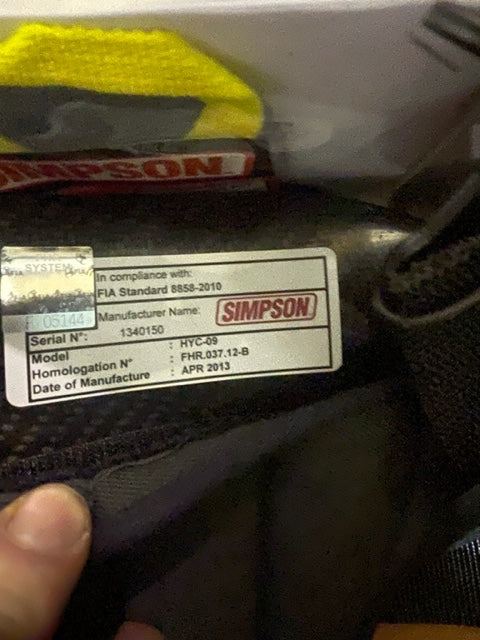 SIMPSON
SYSTEM
05144
In compliance with:
FIA Standard 8858-2010
Manufacturer Name: SIMPSON
Serial N°: 1340150
Model : HYC-09
Homologation N° : FHR.037.12-B
Date of Manufacture : APR 2013